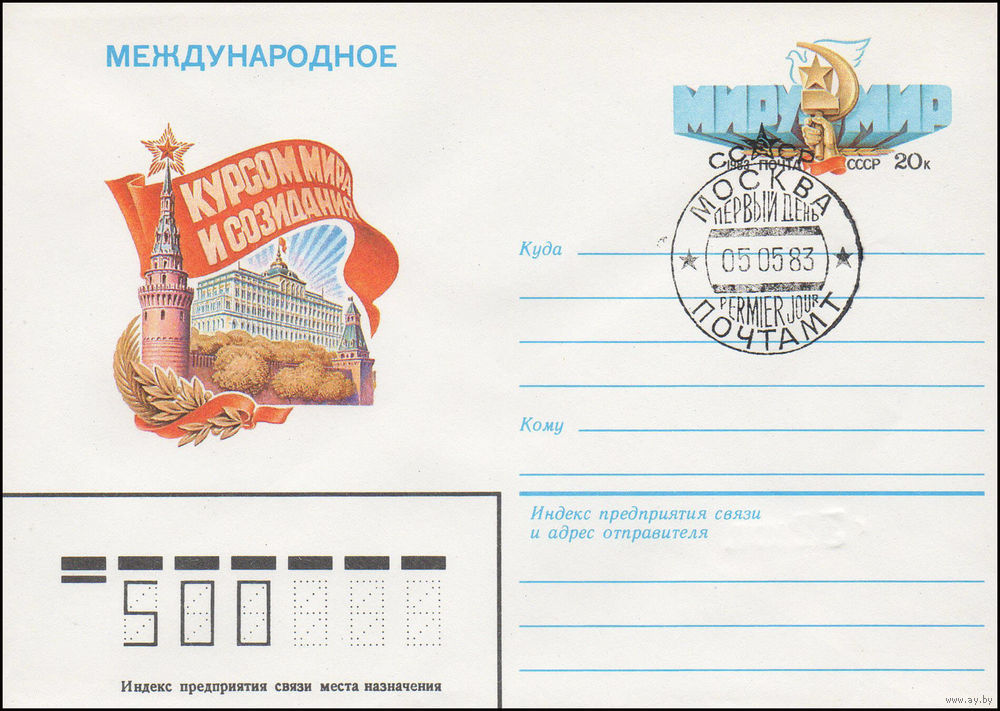 МЕЖДУНАРОДНОЕ
МИРУ МИР
1983 ПОЧТА СССР 20к
КУРСОМ МИРА
И СОЗИДАНИЯ
СССР
МОСКВА
ПЕРВЫЙ ДЕНЬ
05 05 83
PERMIER JOUR
ПОЧТАМТ
Куда
Кому
Индекс предприятия связи
и адрес отправителя
500
Индекс предприятия связи места назначения
www.ay.by